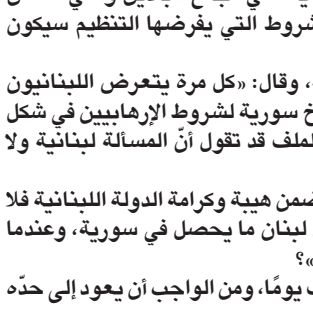 شروط التي يفرضها التنظيم سيكون
، وقال: «كل مرة يتعرض اللبنانيون
خ سورية لشروط الإرهابيين في شكل
لملف قد تقول أنّ المسألة لبنانية ولا
ضمن هيبة وكرامة الدولة اللبنانية فلا
لبنان ما يحصل في سورية، وعندما
»؟
ب يومًا، ومن الواجب أن يعود إلى حدّه